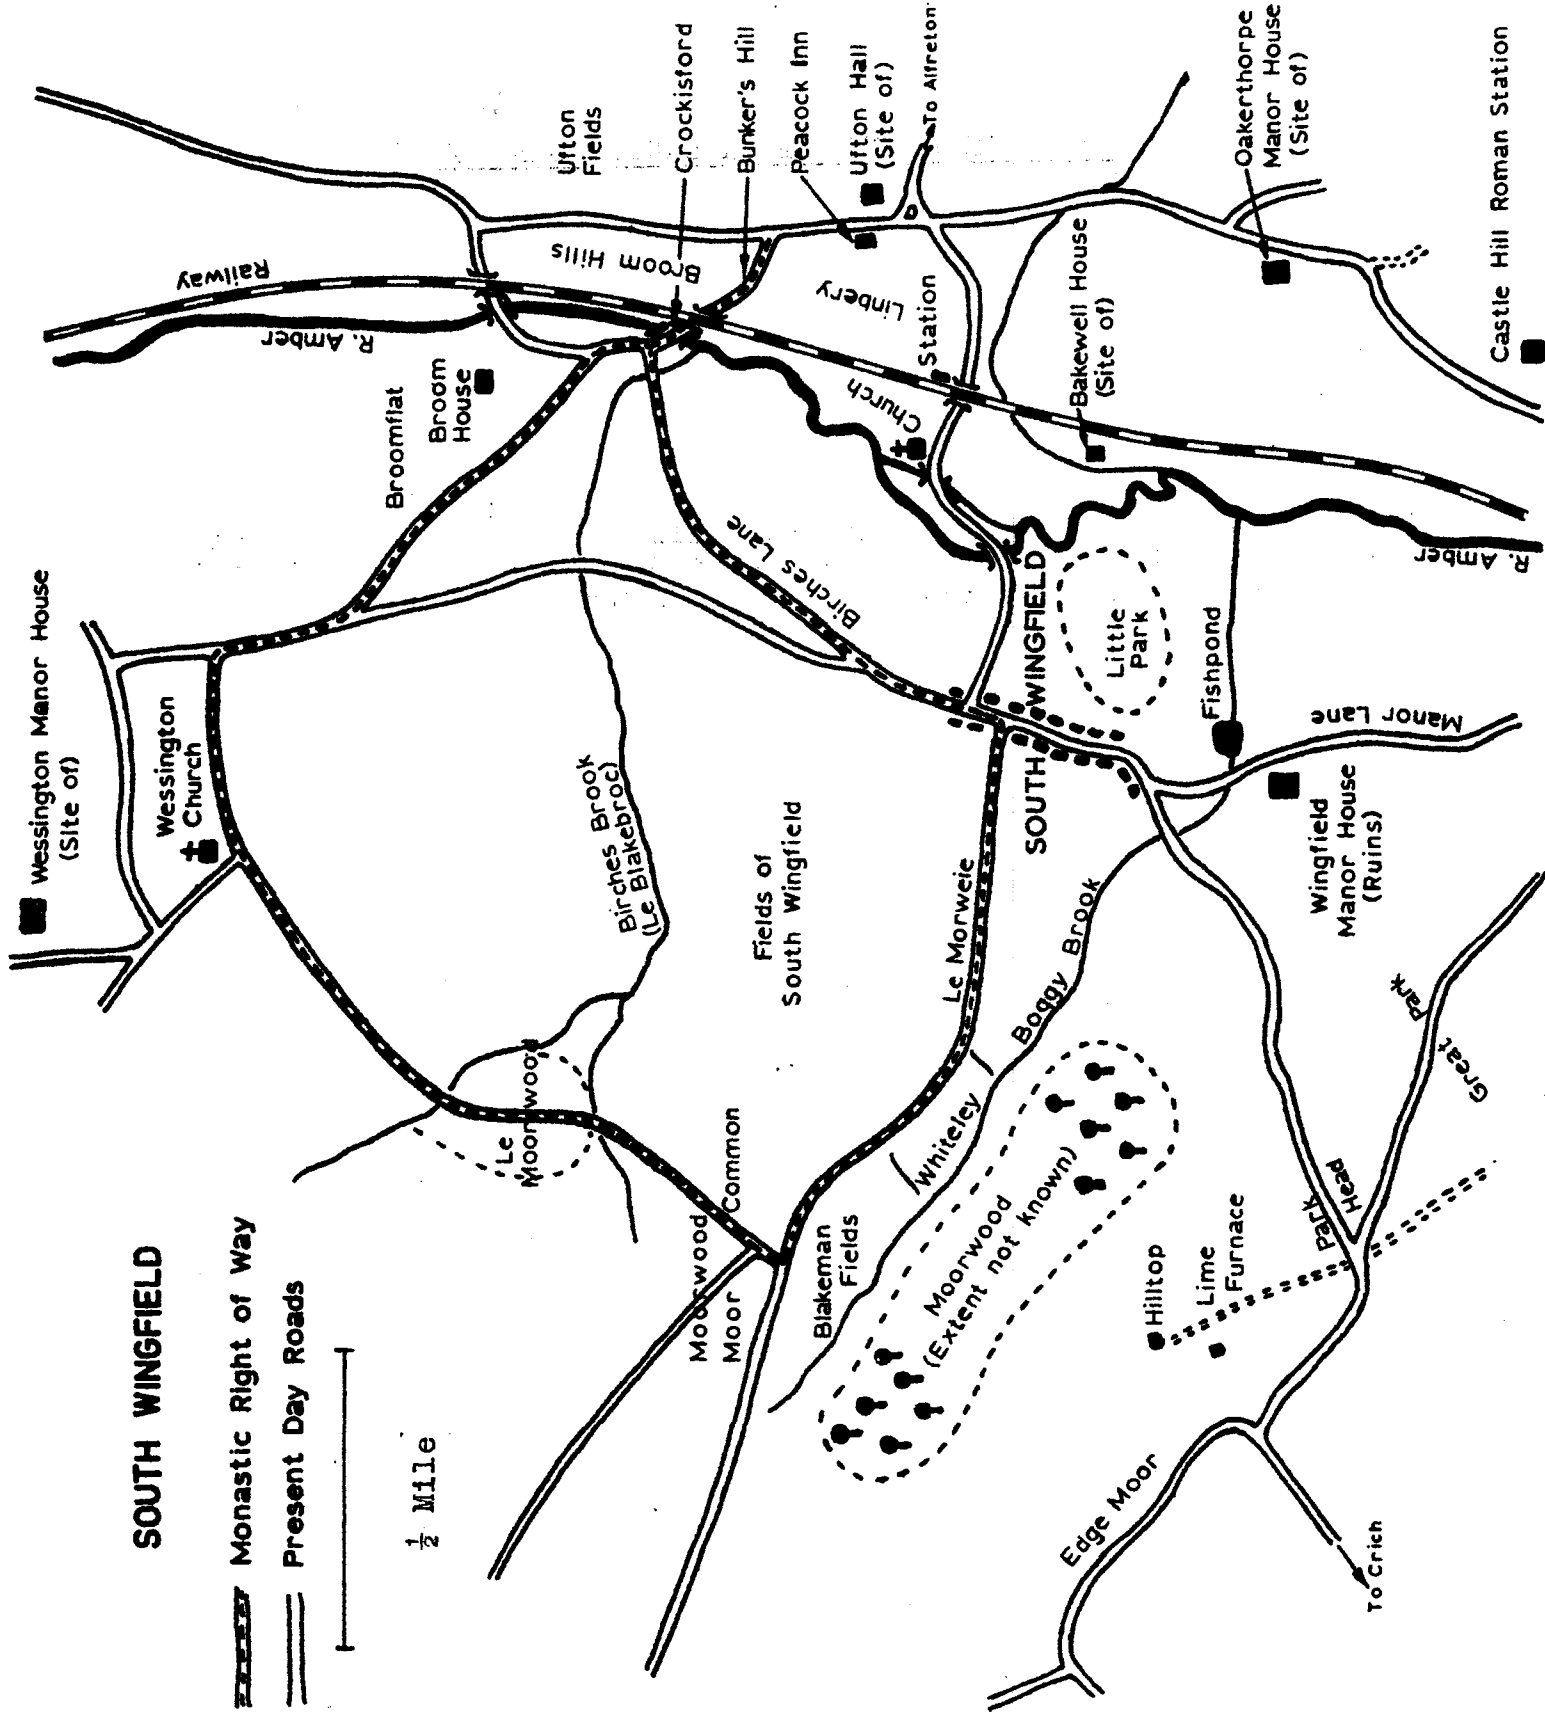 SOUTH WINGFIELD
Monastic Right of Way
Present Day Roads
½ Mile
Wessington Manor House
(Site of)
Wessington
Church
Broomflat
Broom
House
R. Amber
Railway
Broom Hills
Ufton
Fields
Crockisford
Bunker's Hill
Peacock Inn
Ufton Hall
(Site of)
To Alfreton
Linbery
Station
Church
Bakewell House
(Site of)
Oakerthorpe
Manor House
(Site of)
Castle Hill Roman Station
R. Amber
Birches Lane
Birches Brook
(Le Blakebroc)
Le
Moorwood
Fields of
South Wingfield
Le Morweie
SOUTH WINGFIELD
Little
Park
Fishpond
Manor Lane
Wingfield
Manor House
(Ruins)
Boggy Brook
Whiteley
Moorwood Common
Moor
Blakeman
Fields
Moorwood
(Extent not known)
Hilltop
Lime
Furnace
Park
Head
Great Park
Edge Moor
To Crich